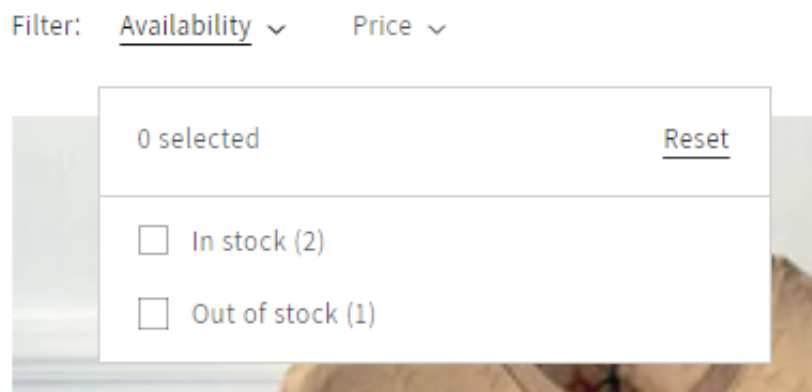 Filter: Availability Price
0 selected Reset
In stock (2)
Out of stock (1)